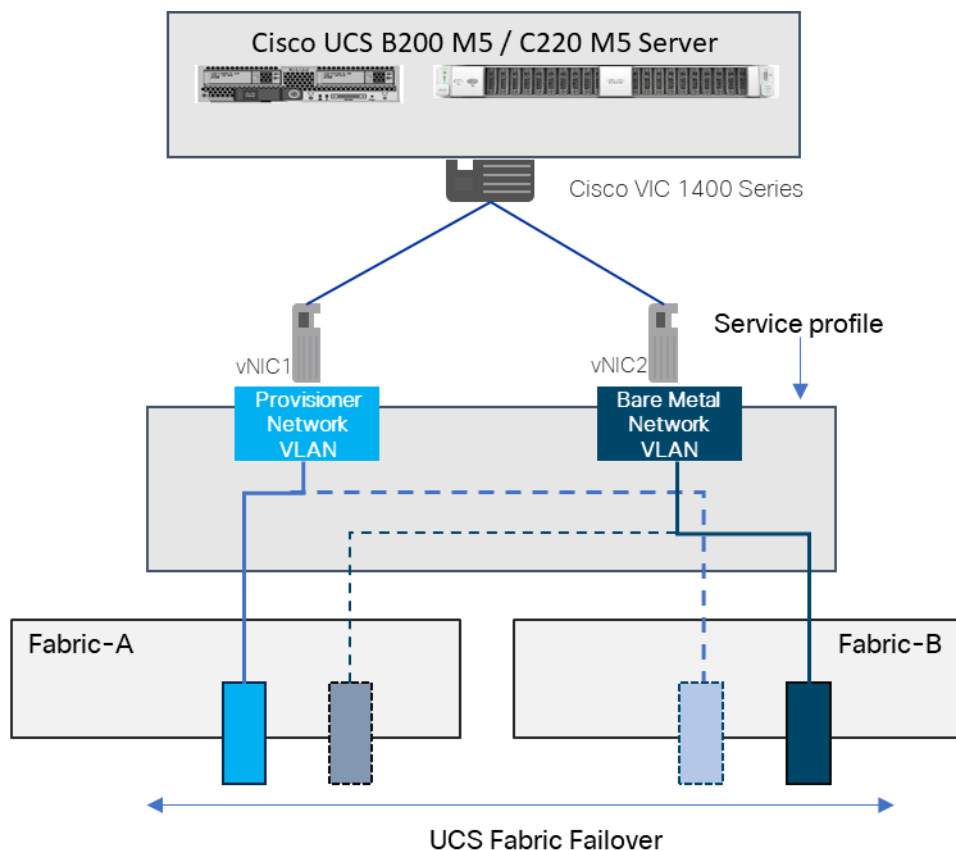 Cisco UCS B200 M5 / C220 M5 Server
Cisco VIC 1400 Series
Service profile
vNIC1
vNIC2
Provisioner
Network
VLAN
Bare Metal
Network
VLAN
Fabric-A
Fabric-B
UCS Fabric Failover